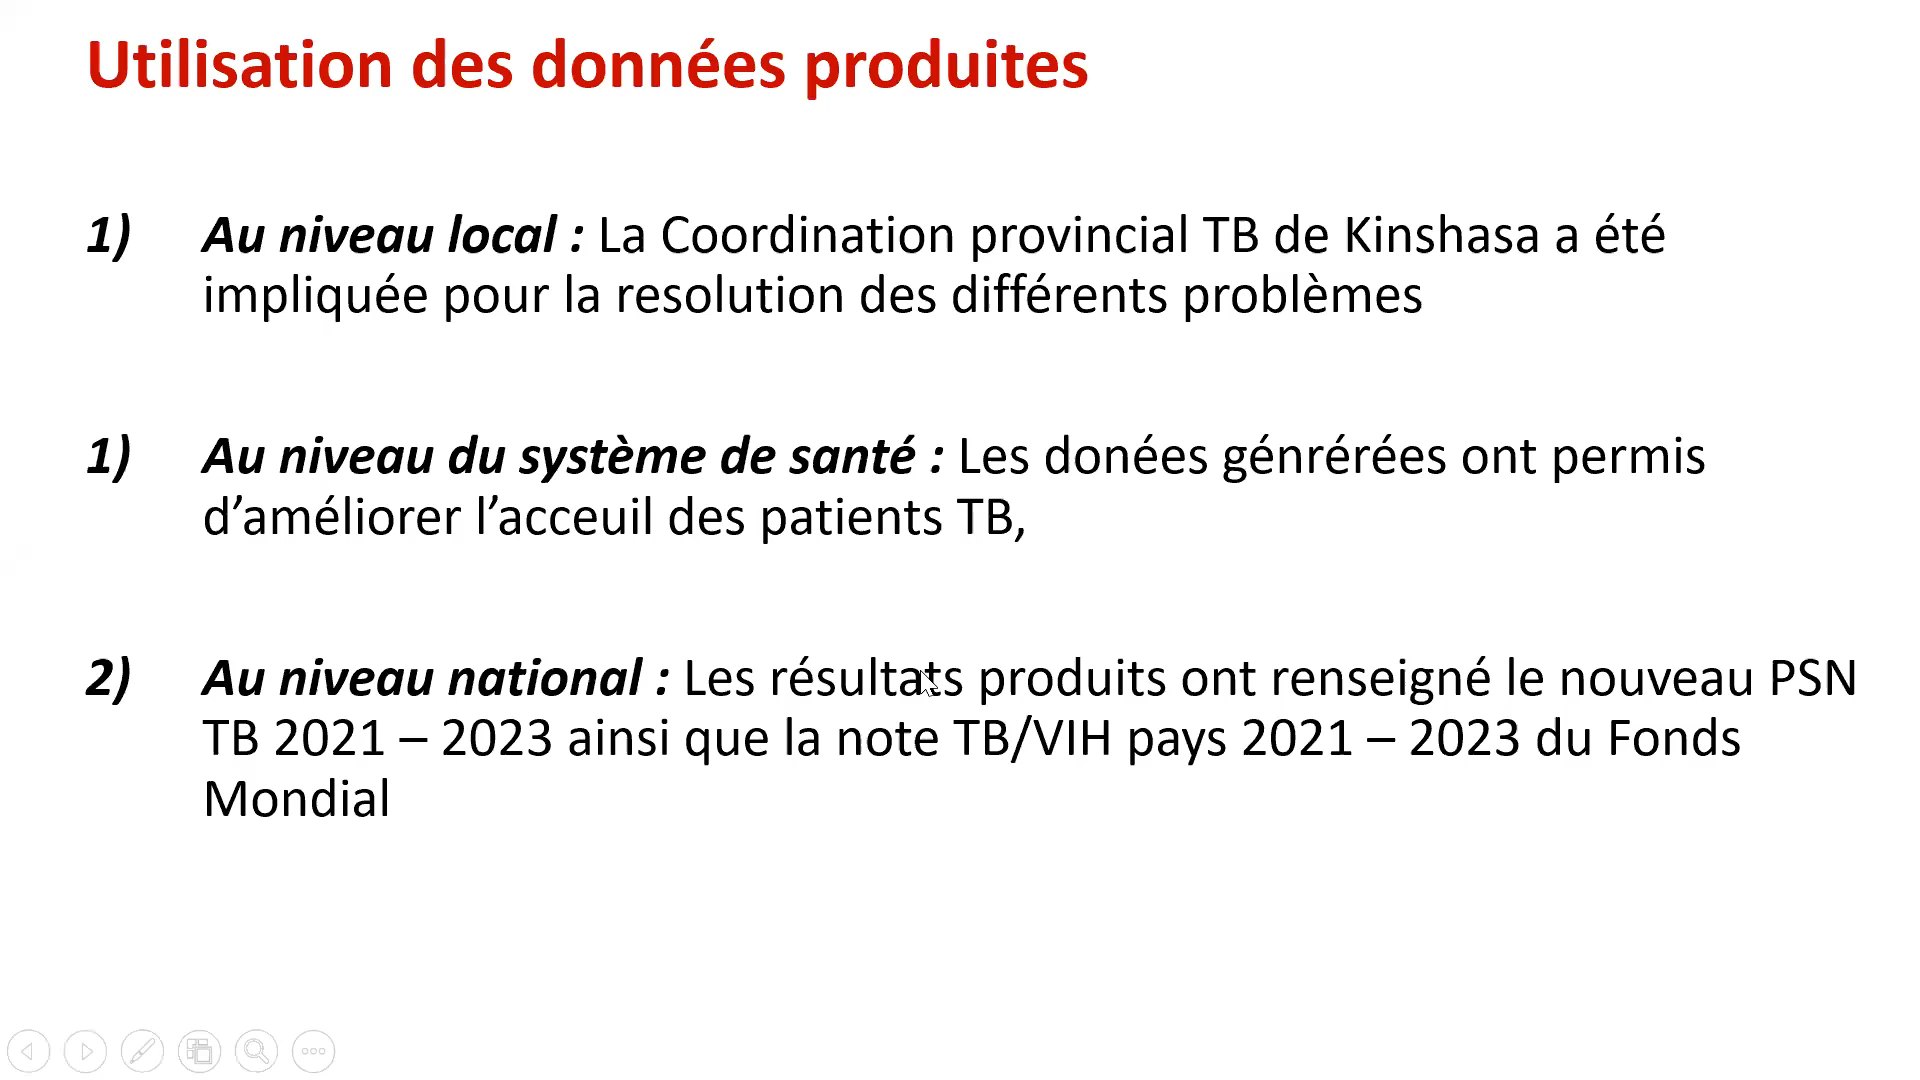 Utilisation des données produites
1) Au niveau local : La Coordination provincial TB de Kinshasa a été
impliquée pour la resolution des différents problèmes
1) Au niveau du système de santé : Les donées génrérées ont permis
d’améliorer l’acceuil des patients TB,
2) Au niveau national : Les résultats produits ont renseigné le nouveau PSN
TB 2021 – 2023 ainsi que la note TB/VIH pays 2021 – 2023 du Fonds
Mondial